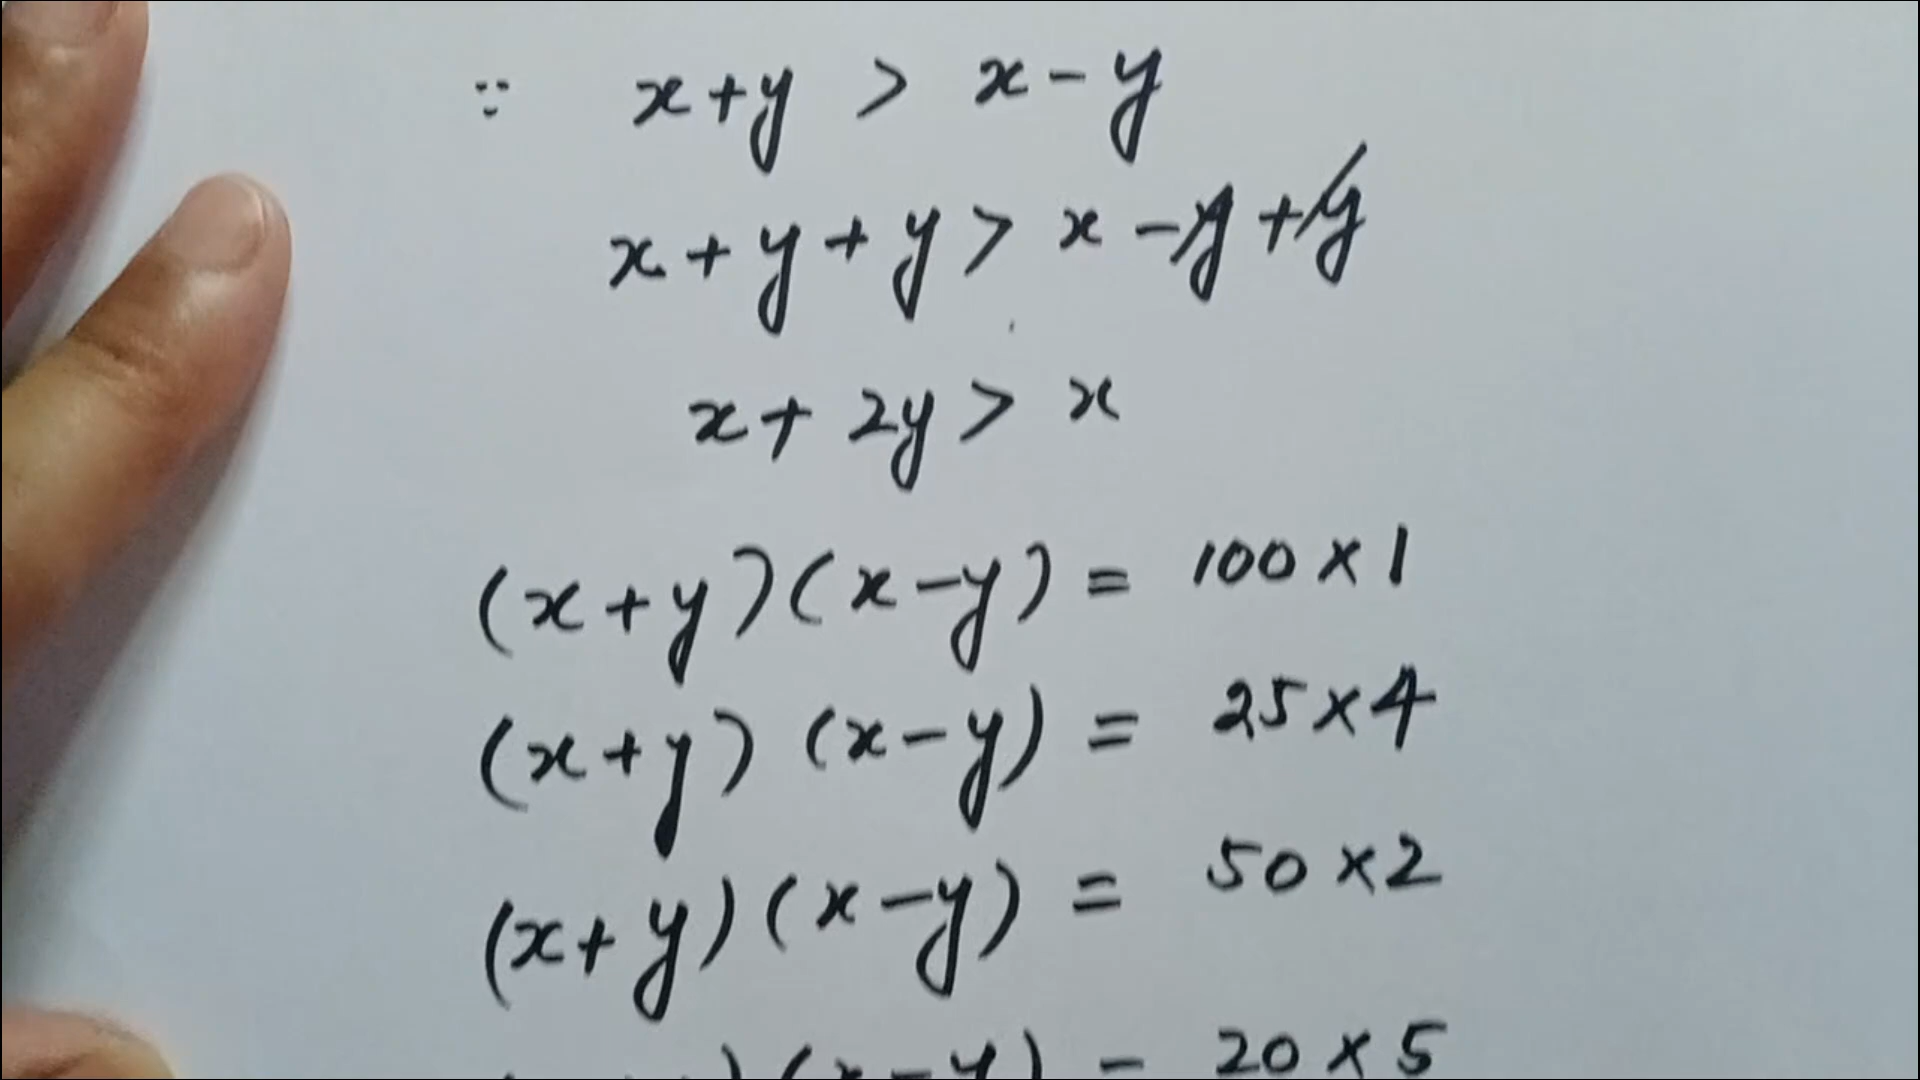 ∵ x+y > x-y
x+y+y > x-y+y
x+2y > x
(x+y)(x-y) = 100×1
(x+y)(x-y) = 25×4
(x+y)(x-y) = 50×2
)(x-y) = 20×5